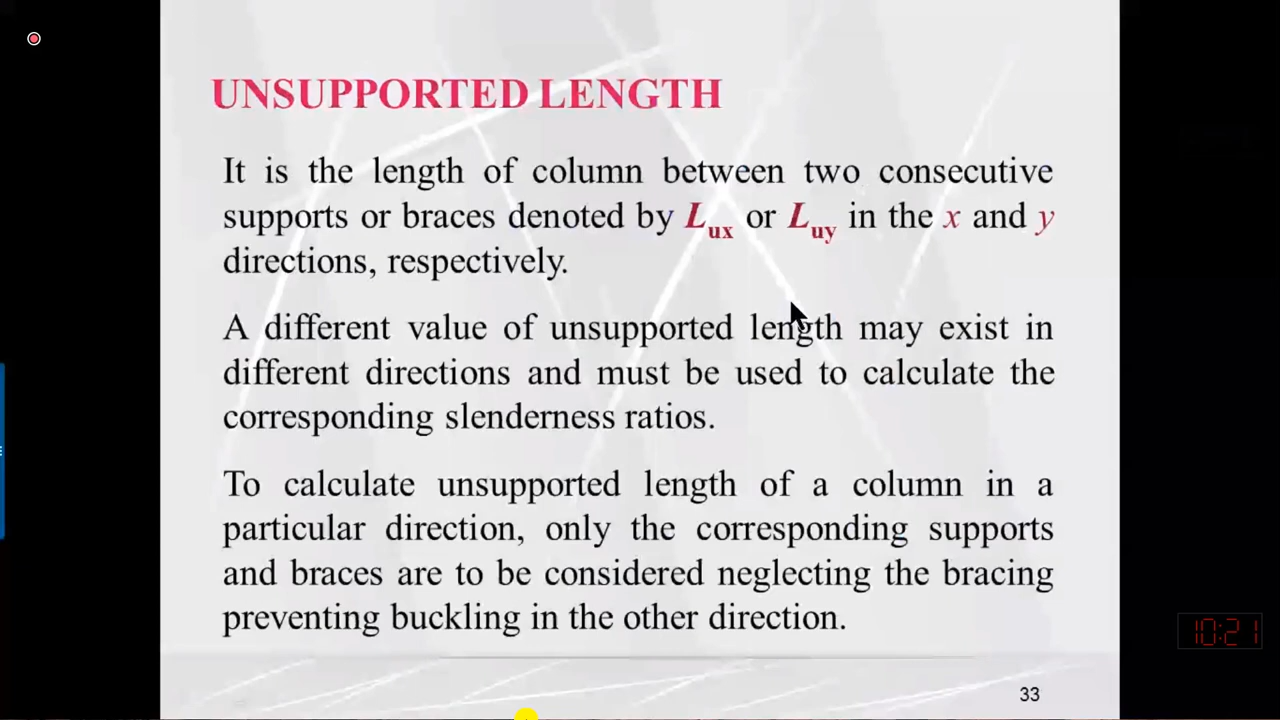 UNSUPPORTED LENGTH
It is the length of column between two consecutive
supports or braces denoted by Lux or Luy in the x and y
directions, respectively.
A different value of unsupported length may exist in
different directions and must be used to calculate the
corresponding slenderness ratios.
To calculate unsupported length of a column in a
particular direction, only the corresponding supports
and braces are to be considered neglecting the bracing
preventing buckling in the other direction.
10:21
33